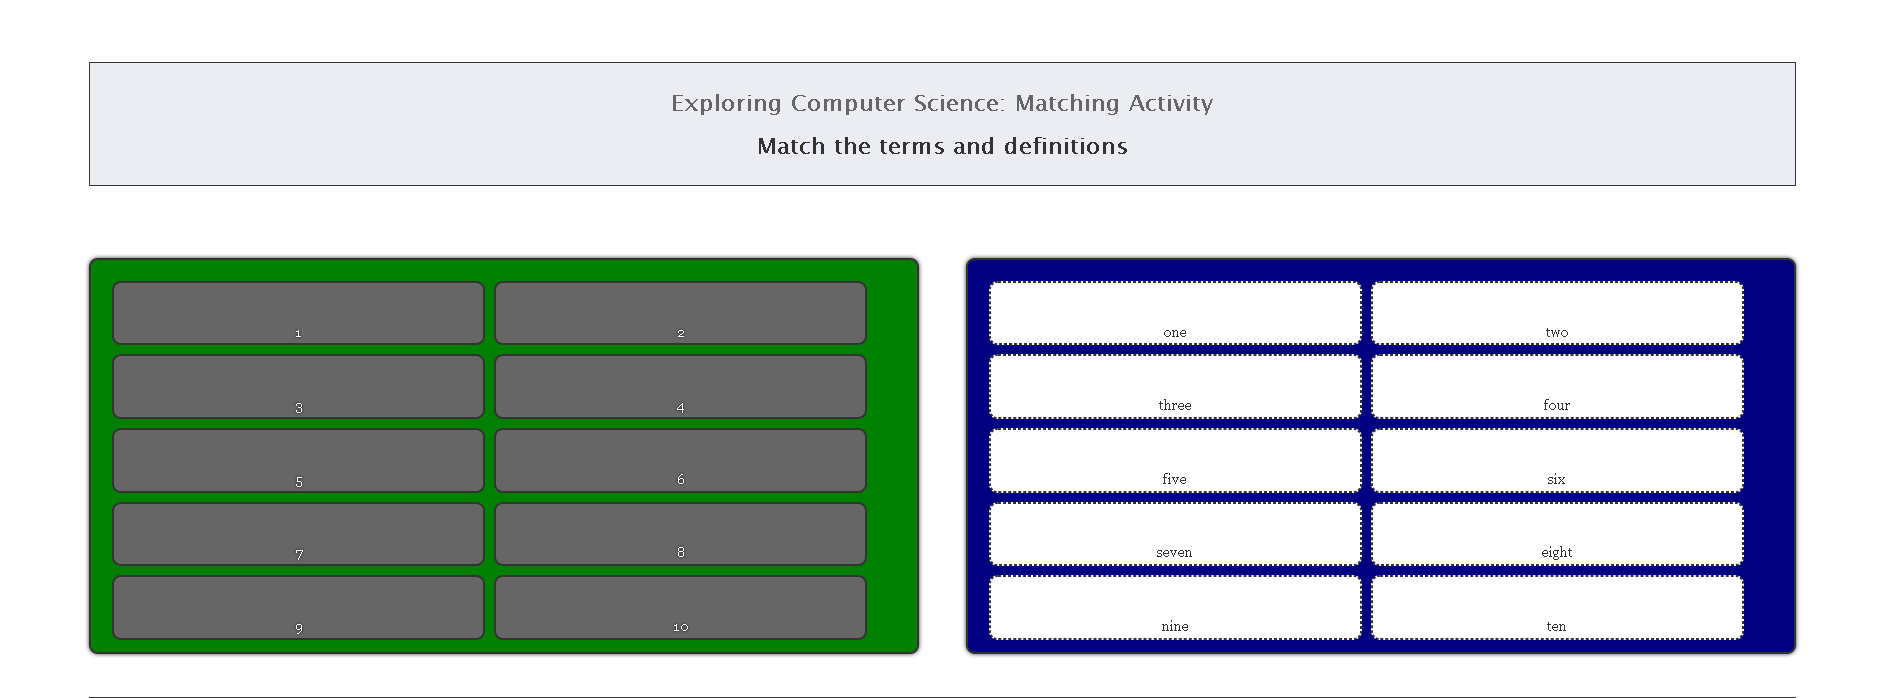 Exploring Computer Science: Matching Activity
Match the terms and definitions
1
2
3
4
5
6
7
8
9
10
one
two
three
four
five
six
seven
eight
nine
ten